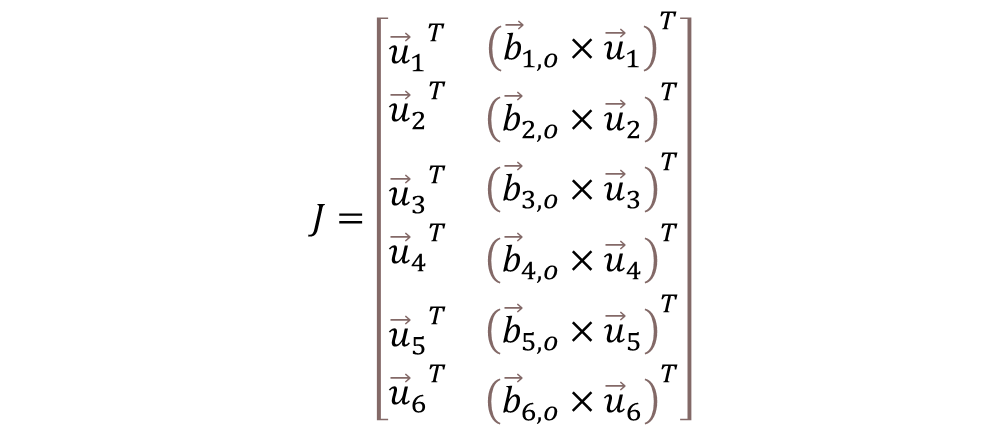 u⃗₁ᵀ (b⃗₁,ₒ × u⃗₁)ᵀ
u⃗₂ᵀ (b⃗₂,ₒ × u⃗₂)ᵀ
u⃗₃ᵀ (b⃗₃,ₒ × u⃗₃)ᵀ
J =
u⃗₄ᵀ (b⃗₄,ₒ × u⃗₄)ᵀ
u⃗₅ᵀ (b⃗₅,ₒ × u⃗₅)ᵀ
u⃗₆ᵀ (b⃗₆,ₒ × u⃗₆)ᵀ